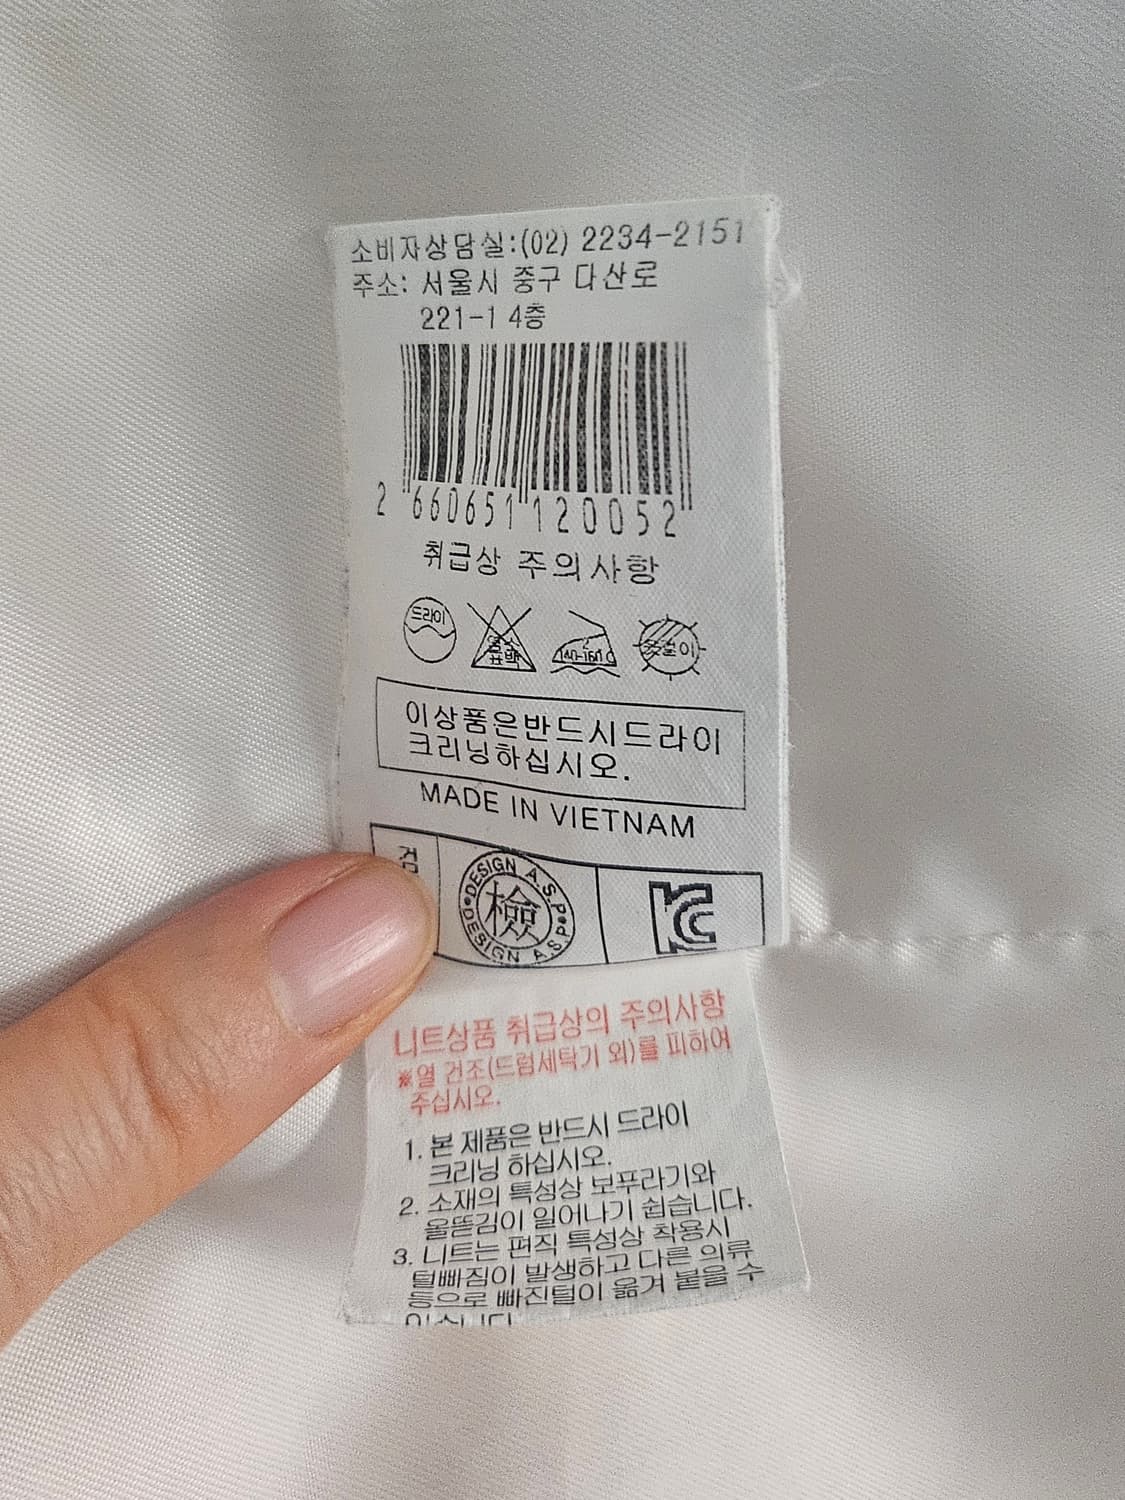 소비자상담실:(02) 2234-2151
주소: 서울시 중구 다산로
221-1 4층
2 660651 120052
취급상 주의사항
드라이
염소
표백
140~160℃
옷걸이
이상품은반드시드라이
크리닝하십시오.
MADE IN VIETNAM
검
DESIGN A.S.P
檢
DESIGN A.S.P
니트상품 취급상의 주의사항
※열 건조(드럼세탁기 외)를 피하여
주십시오.
1. 본 제품은 반드시 드라이
크리닝 하십시오.
2. 소재의 특성상 보푸라기와
올뜯김이 일어나기 쉽습니다.
3. 니트는 편직 특성상 착용시
털빠짐이 발생하고 다른 의류
등으로 빠진털이 옮겨 붙을 수